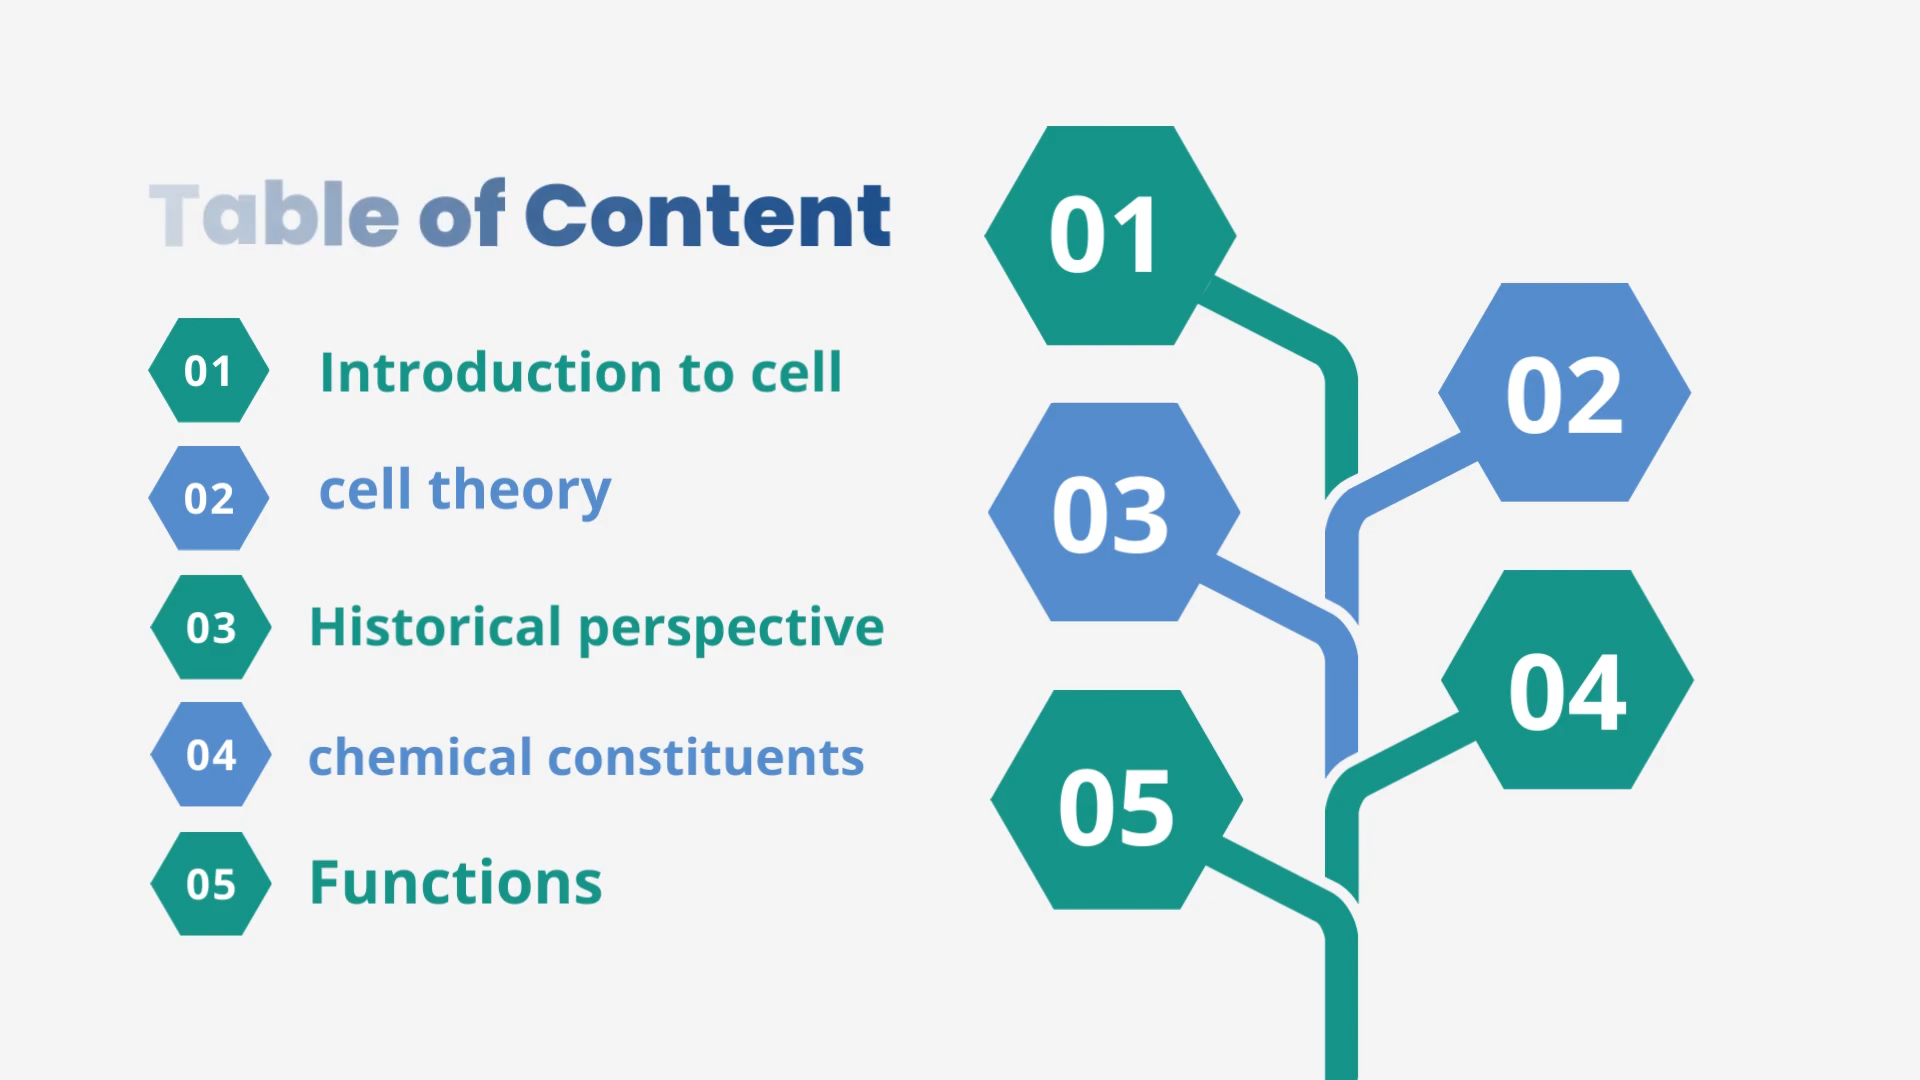 Table of Content
01 Introduction to cell
02 cell theory
03 Historical perspective
04 chemical constituents
05 Functions
01
02
03
04
05